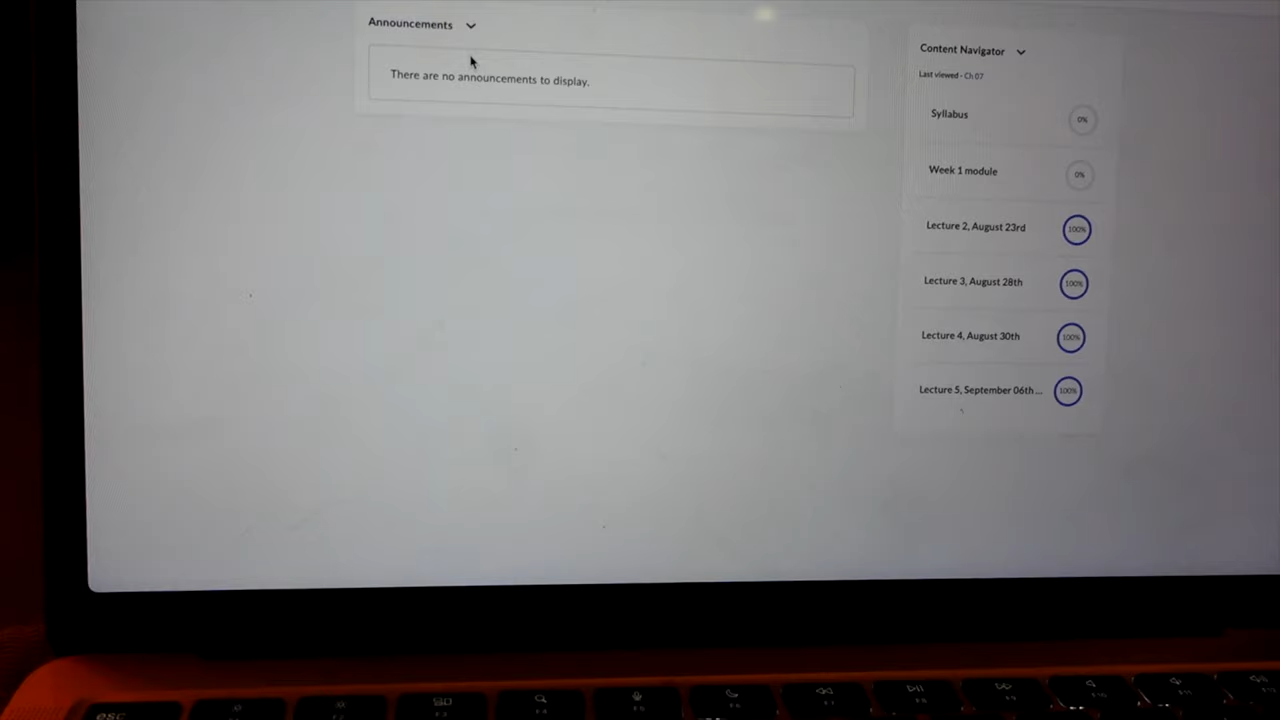 Announcements
There are no announcements to display.
Content Navigator
Last viewed - Ch 07
Syllabus
0%
Week 1 module
0%
Lecture 2, August 23rd
100%
Lecture 3, August 28th
100%
Lecture 4, August 30th
100%
Lecture 5, September 06th ...
100%
esc